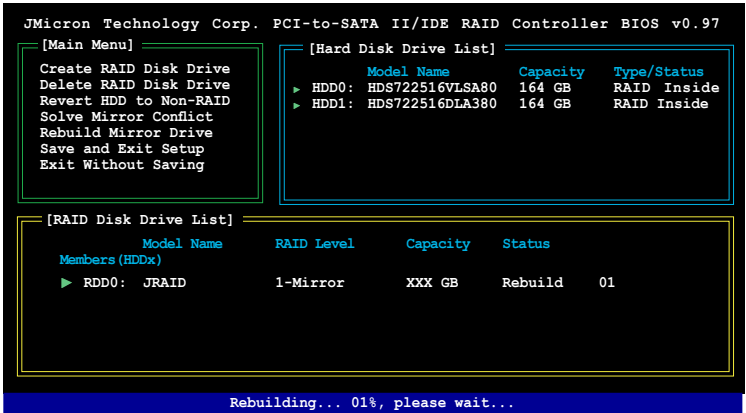 JMicron Technology Corp. PCI-to-SATA II/IDE RAID Controller BIOS v0.97
[Main Menu]
Create RAID Disk Drive
Delete RAID Disk Drive
Revert HDD to Non-RAID
Solve Mirror Conflict
Rebuild Mirror Drive
Save and Exit Setup
Exit Without Saving
[Hard Disk Drive List]
Model Name Capacity Type/Status
HDD0: HDS722516VLSA80 164 GB RAID Inside
HDD1: HDS722516DLA380 164 GB RAID Inside
[RAID Disk Drive List]
Model Name RAID Level Capacity Status
Members(HDDx)
RDD0: JRAID 1-Mirror XXX GB Rebuild 01
Rebuilding... 01%, please wait...